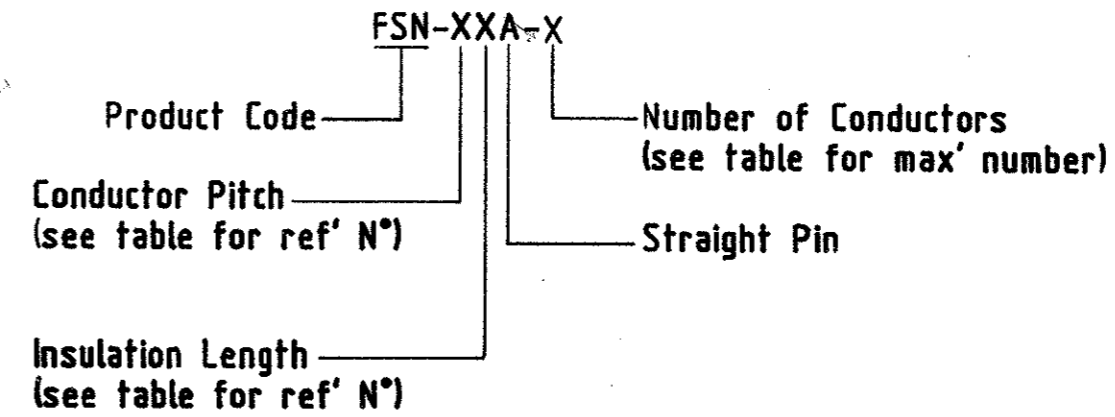 FSN-XXA-X
Product Code
Number of Conductors
(see table for max' number)
Conductor Pitch
(see table for ref' N°)
Straight Pin
Insulation Length
(see table for ref' N°)